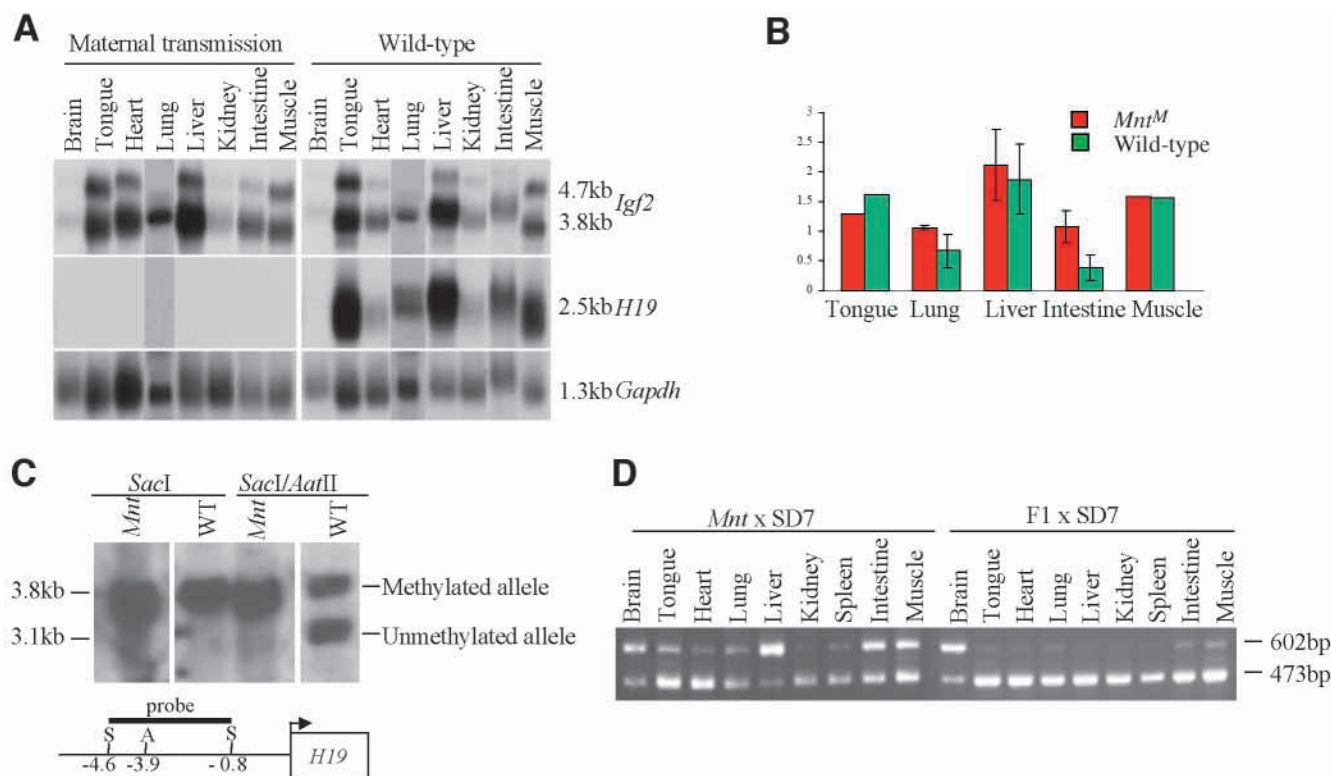 A
Maternal transmission
Wild-type
Brain
Tongue
Heart
Lung
Liver
Kidney
Intestine
Muscle
Brain
Tongue
Heart
Lung
Liver
Kidney
Intestine
Muscle
4.7kb
Igf2
3.8kb
2.5kb H19
1.3kb Gapdh
B
3
2.5
2
1.5
1
0.5
0
MntM
Wild-type
Tongue Lung Liver Intestine Muscle
C
SacI
SacI/AatII
Mnt
WT
Mnt
WT
3.8kb
3.1kb
Methylated allele
Unmethylated allele
probe
S A S
-4.6 -3.9 -0.8
H19
D
Mnt x SD7
F1 x SD7
Brain
Tongue
Heart
Lung
Liver
Kidney
Spleen
Intestine
Muscle
Brain
Tongue
Heart
Lung
Liver
Kidney
Spleen
Intestine
Muscle
602bp
473bp